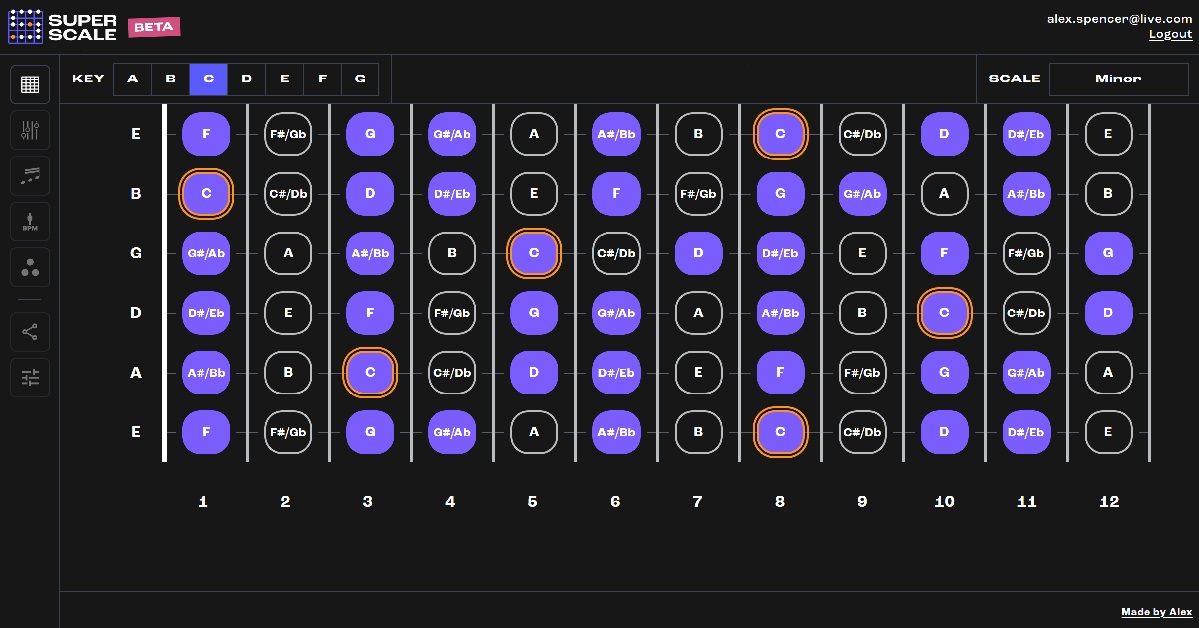 SUPER
SCALE
BETA
alex.spencer@live.com
Logout
KEY A B C D E F G
SCALE Minor
E F F#/Gb G G#/Ab A A#/Bb B C C#/Db D D#/Eb E
B C C#/Db D D#/Eb E F F#/Gb G G#/Ab A A#/Bb B
G G#/Ab A A#/Bb B C C#/Db D D#/Eb E F F#/Gb G
D D#/Eb E F F#/Gb G G#/Ab A A#/Bb B C C#/Db D
A A#/Bb B C C#/Db D D#/Eb E F F#/Gb G G#/Ab A
E F F#/Gb G G#/Ab A A#/Bb B C C#/Db D D#/Eb E
1 2 3 4 5 6 7 8 9 10 11 12
BPM
Made by Alex